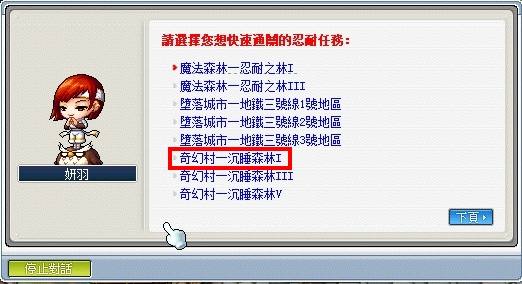 請選擇您想快速通關的忍耐任務:
魔法森林—忍耐之林I
魔法森林—忍耐之林III
墮落城市—地鐵三號線1號地區
墮落城市—地鐵三號線2號地區
墮落城市—地鐵三號線3號地區
奇幻村—沉睡森林I
奇幻村—沉睡森林III
奇幻村—沉睡森林V
妍羽
下頁
停止對話